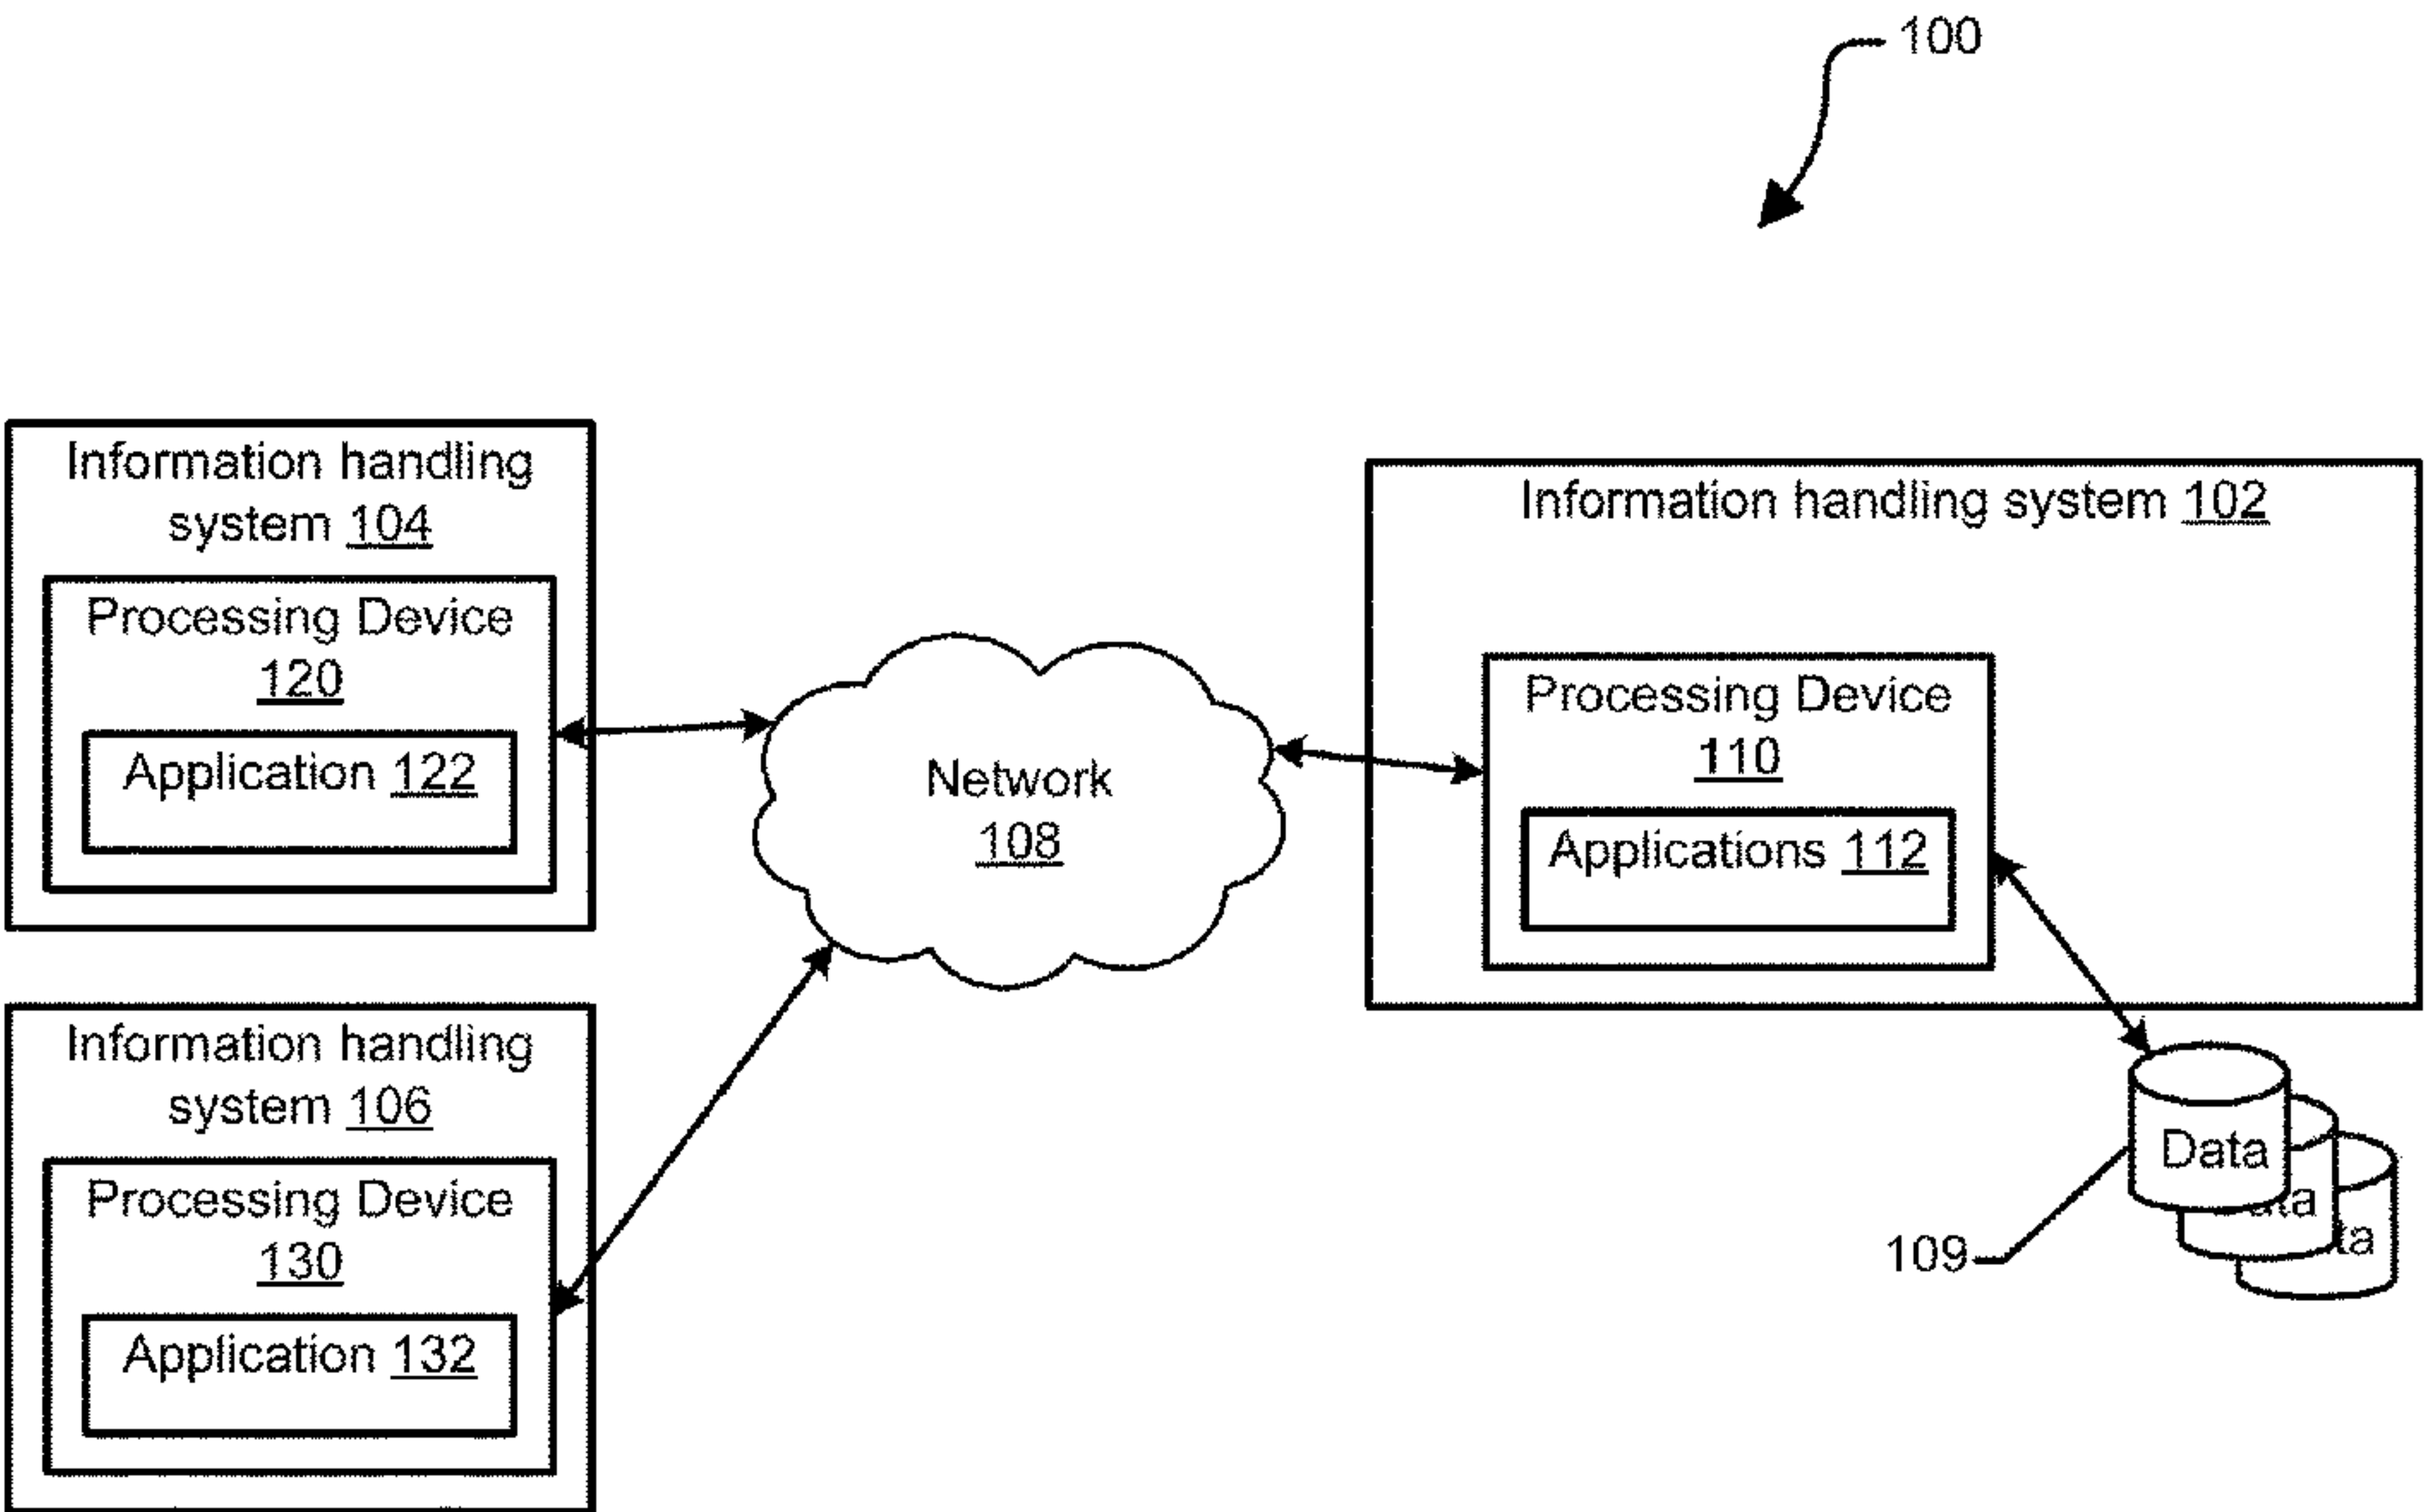 100
Information handling
system 104
Processing Device
120
Application 122
Network
108
Information handling system 102
Processing Device
110
Applications 112
Information handling
system 106
Processing Device
130
Application 132
Data
109